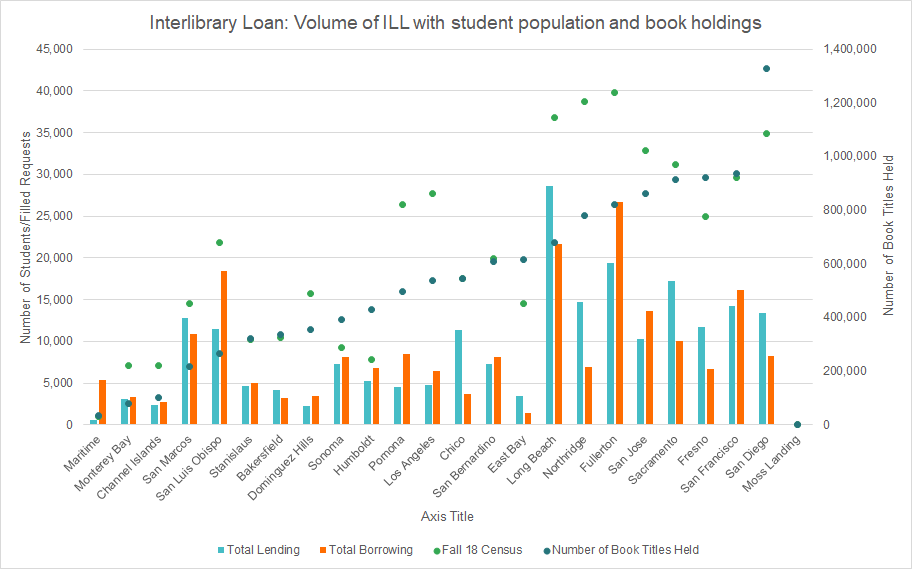 Interlibrary Loan: Volume of ILL with student population and book holdings
45,000
40,000
35,000
30,000
25,000
20,000
15,000
10,000
5,000
0
Number of Students/Filled Requests
1,400,000
1,200,000
1,000,000
800,000
600,000
400,000
200,000
0
Number of Book Titles Held
Maritime
Monterey Bay
Channel Islands
San Marcos
San Luis Obispo
Stanislaus
Bakersfield
Dominguez Hills
Sonoma
Humboldt
Pomona
Los Angeles
Chico
San Bernardino
East Bay
Long Beach
Northridge
Fullerton
San Jose
Sacramento
Fresno
San Francisco
San Diego
Moss Landing
Axis Title
Total Lending Total Borrowing Fall 18 Census Number of Book Titles Held